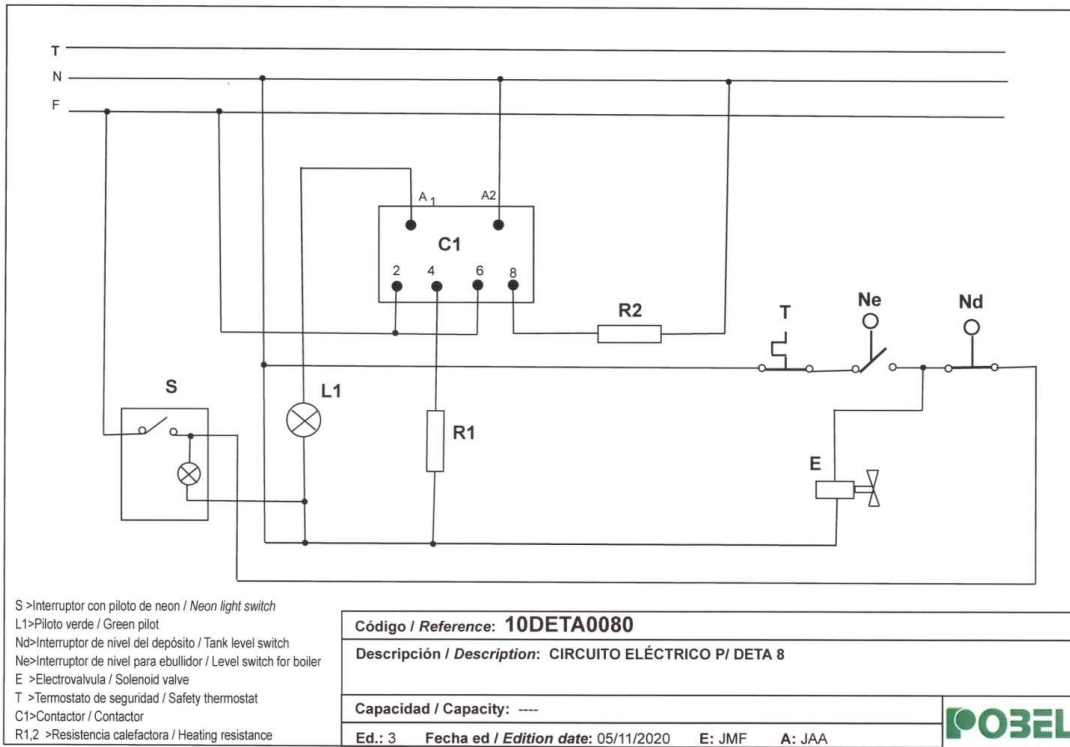 T
N
F
A 1
A2
C1
2 4 6 8
R2
T
Ne
Nd
S
L1
R1
E
S >Interruptor con piloto de neon / Neon light switch
L1>Piloto verde / Green pilot
Nd>Interruptor de nivel del depósito / Tank level switch
Ne>Interruptor de nivel para ebullidor / Level switch for boiler
E >Electrovalvula / Solenoid valve
T >Termostato de seguridad / Safety thermostat
C1>Contactor / Contactor
R1,2 >Resistencia calefactora / Heating resistance
Código / Reference: 10DETA0080
Descripción / Description: CIRCUITO ELÉCTRICO P/ DETA 8
Capacidad / Capacity: ----
Ed.: 3 Fecha ed / Edition date: 05/11/2020 E: JMF A: JAA
POBEL